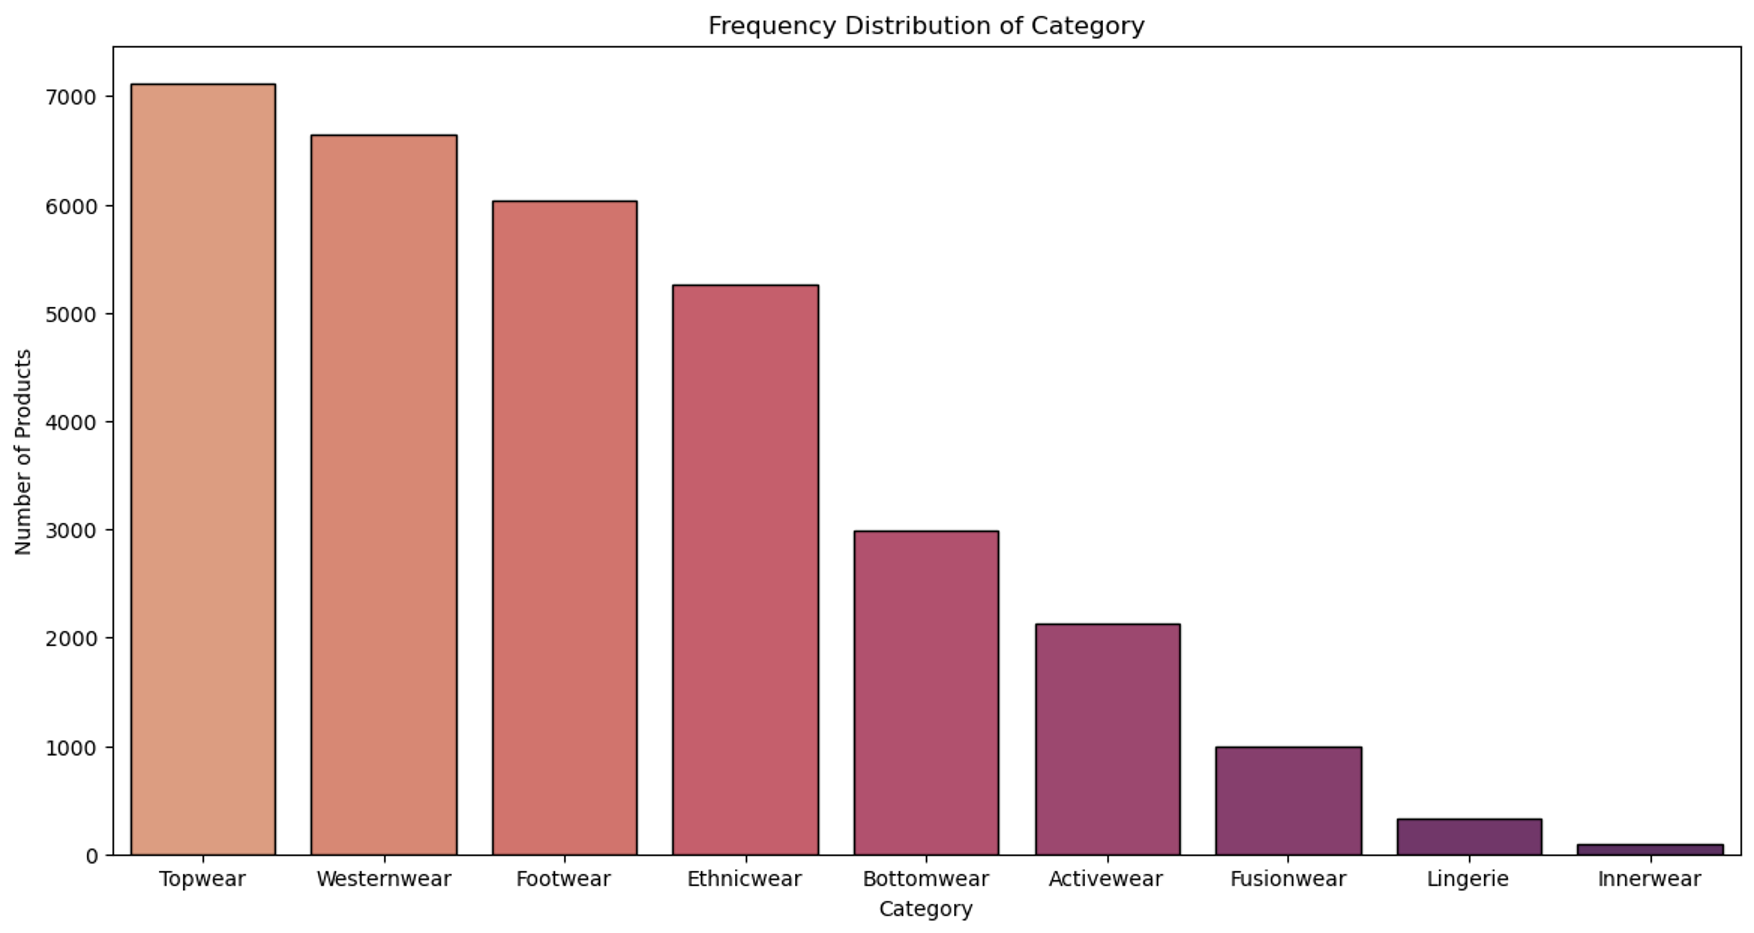 Frequency Distribution of Category
Number of Products
7000
6000
5000
4000
3000
2000
1000
0
Topwear Westernwear Footwear Ethnicwear Bottomwear Activewear Fusionwear Lingerie Innerwear
Category